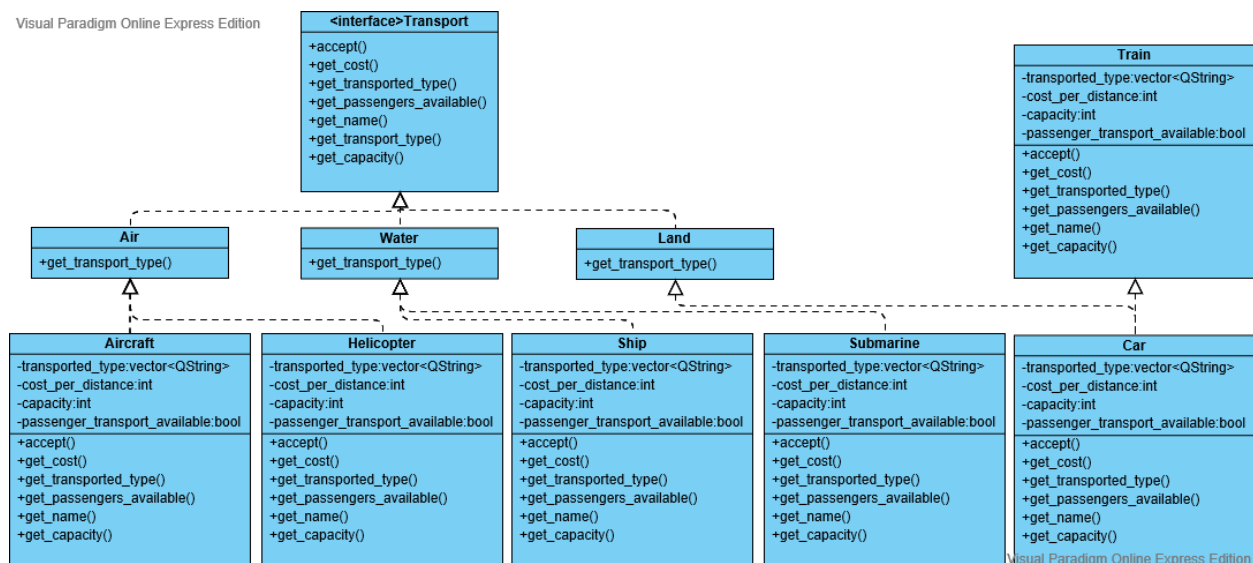 Visual Paradigm Online Express Edition
<interface>Transport
+accept()
+get_cost()
+get_transported_type()
+get_passengers_available()
+get_name()
+get_transport_type()
+get_capacity()
Train
-transported_type:vector<QString>
-cost_per_distance:int
-capacity:int
-passenger_transport_available:bool
+accept()
+get_cost()
+get_transported_type()
+get_passengers_available()
+get_name()
+get_capacity()
Air
+get_transport_type()
Water
+get_transport_type()
Land
+get_transport_type()
Aircraft
-transported_type:vector<QString>
-cost_per_distance:int
-capacity:int
-passenger_transport_available:bool
+accept()
+get_cost()
+get_transported_type()
+get_passengers_available()
+get_name()
+get_capacity()
Helicopter
-transported_type:vector<QString>
-cost_per_distance:int
-capacity:int
-passenger_transport_available:bool
+accept()
+get_cost()
+get_transported_type()
+get_passengers_available()
+get_name()
+get_capacity()
Ship
-transported_type:vector<QString>
-cost_per_distance:int
-capacity:int
-passenger_transport_available:bool
+accept()
+get_cost()
+get_transported_type()
+get_passengers_available()
+get_name()
+get_capacity()
Submarine
-transported_type:vector<QString>
-cost_per_distance:int
-capacity:int
-passenger_transport_available:bool
+accept()
+get_cost()
+get_transported_type()
+get_passengers_available()
+get_name()
+get_capacity()
Car
-transported_type:vector<QString>
-cost_per_distance:int
-capacity:int
-passenger_transport_available:bool
+accept()
+get_cost()
+get_transported_type()
+get_passengers_available()
+get_name()
+get_capacity()
Visual Paradigm Online Express Edition